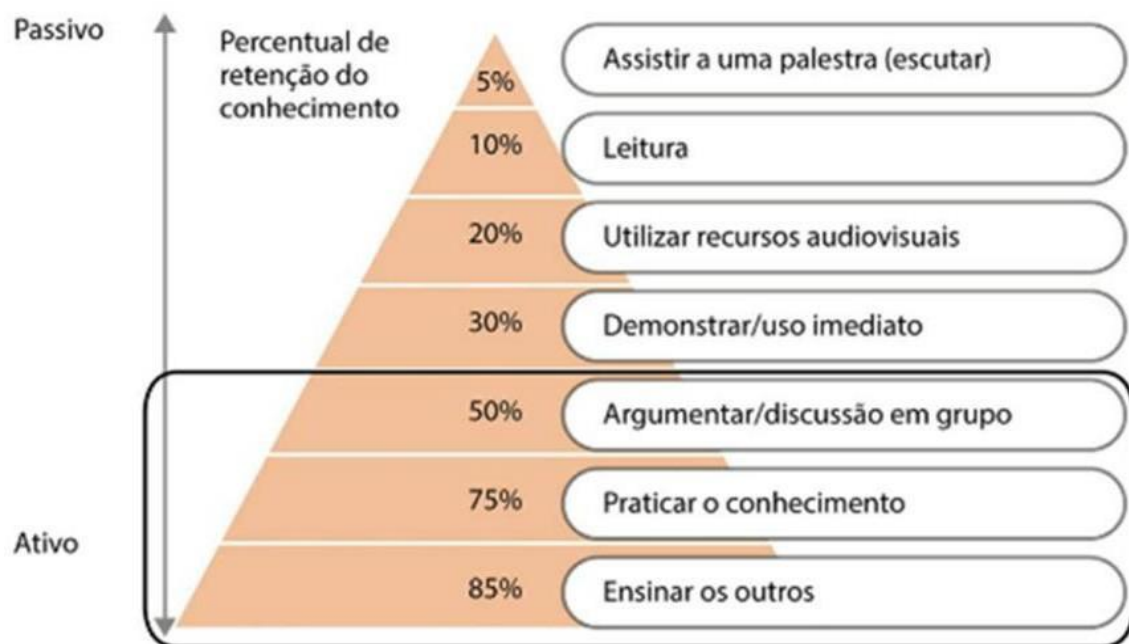 Passivo
Percentual de
retenção do
conhecimento
5%
Assistir a uma palestra (escutar)
10%
Leitura
20%
Utilizar recursos audiovisuais
30%
Demonstrar/uso imediato
50%
Argumentar/discussão em grupo
75%
Praticar o conhecimento
Ativo
85%
Ensinar os outros